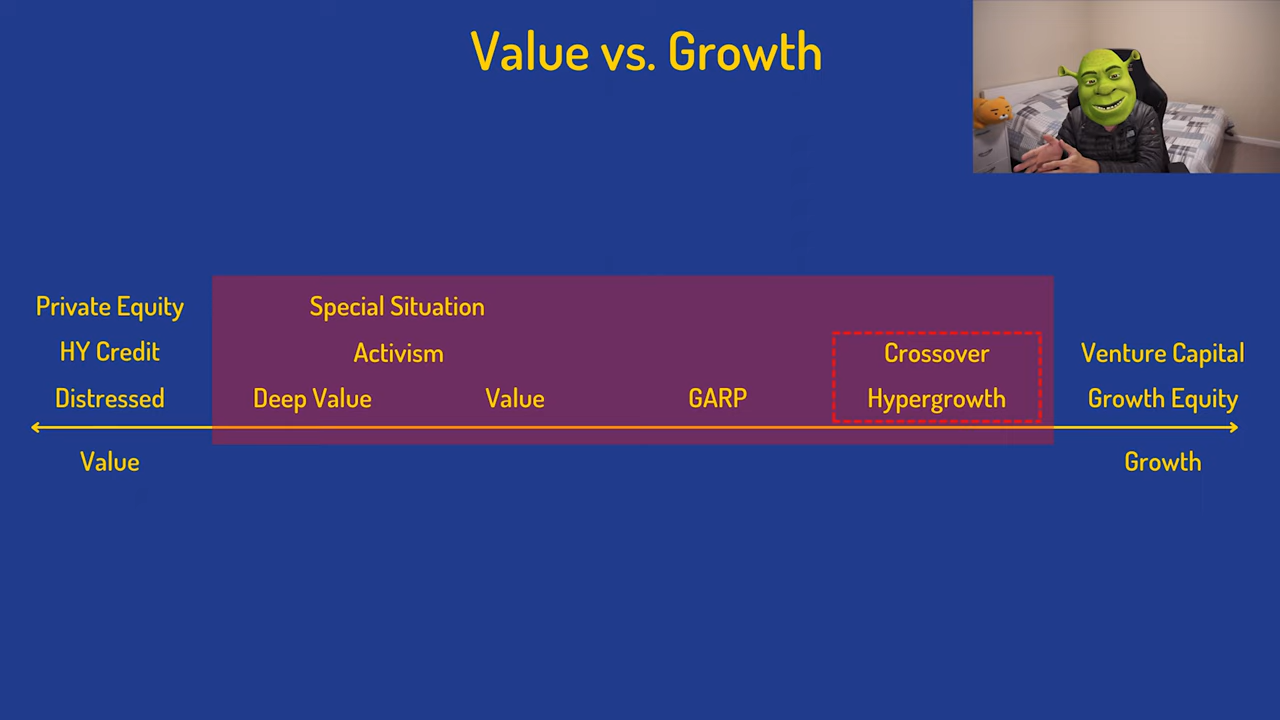 Value vs. Growth
Private Equity
Special Situation
HY Credit
Activism
Crossover
Venture Capital
Distressed
Deep Value
Value
GARP
Hypergrowth
Growth Equity
Value
Growth